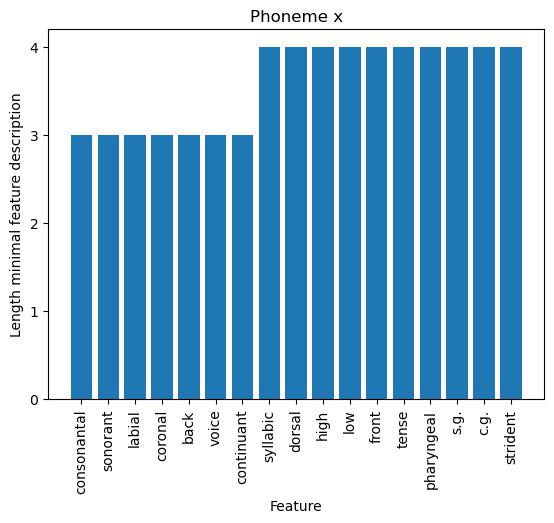 Phoneme x
Length minimal feature description
4
3
2
1
0
consonantal
sonorant
labial
coronal
back
voice
continuant
syllabic
dorsal
high
low
front
tense
pharyngeal
s.g.
c.g.
strident
Feature